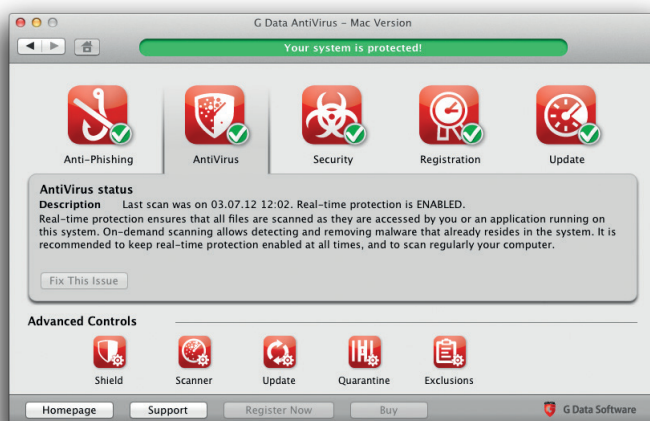 G Data AntiVirus – Mac Version
Your system is protected!
Anti-Phishing
AntiVirus
Security
Registration
Update
AntiVirus status
Description Last scan was on 03.07.12 12:02. Real-time protection is ENABLED.
Real-time protection ensures that all files are scanned as they are accessed by you or an application running on
this system. On-demand scanning allows detecting and removing malware that already resides in the system. It is
recommended to keep real-time protection enabled at all times, and to scan regularly your computer.
Fix This Issue
Advanced Controls
Shield
Scanner
Update
Quarantine
Exclusions
Homepage
Support
Register Now
Buy
G Data Software